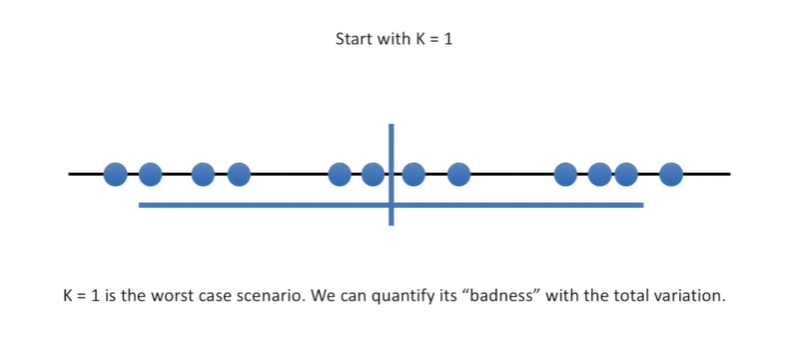 Start with K = 1
K = 1 is the worst case scenario. We can quantify its “badness” with the total variation.